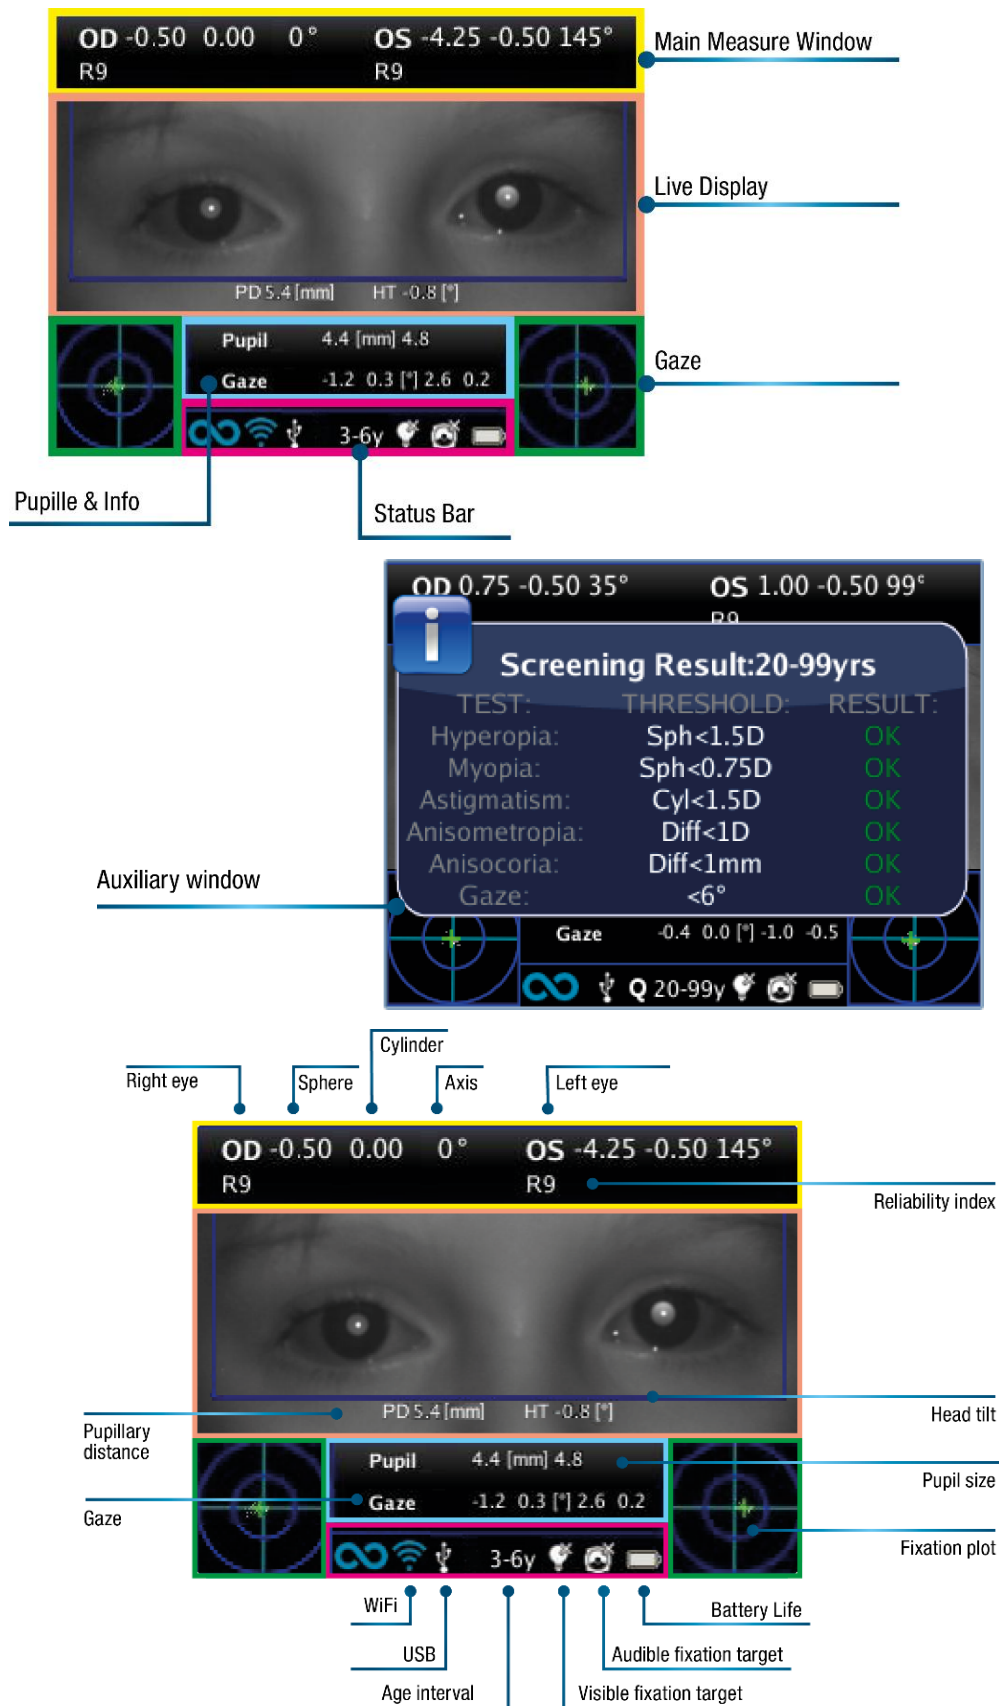 OD -0.50 0.00 0° OS -4.25 -0.50 145°
R9 R9
Main Measure Window
Live Display
PD 5.4 [mm] HT -0.8 [°]
Pupil 4.4 [mm] 4.8
Gaze -1.2 0.3 [°] 2.6 0.2
Gaze
3-6y
Pupille & Info
Status Bar
OD 0.75 -0.50 35° OS 1.00 -0.50 99°
R9
i
Screening Result:20-99yrs
TEST: THRESHOLD: RESULT:
Hyperopia: Sph<1.5D OK
Myopia: Sph<0.75D OK
Astigmatism: Cyl<1.5D OK
Anisometropia: Diff<1D OK
Anisocoria: Diff<1mm OK
Gaze: <6° OK
Auxiliary window
Gaze -0.4 0.0 [°] -1.0 -0.5
Q 20-99y
Cylinder
Right eye Sphere Axis Left eye
OD -0.50 0.00 0° OS -4.25 -0.50 145°
R9 R9
Reliability index
PD 5.4 [mm] HT -0.8 [°]
Head tilt
Pupillary
distance
Pupil 4.4 [mm] 4.8
Pupil size
Gaze -1.2 0.3 [°] 2.6 0.2
Gaze
Fixation plot
3-6y
WiFi Battery Life
USB Audible fixation target
Age interval Visible fixation target